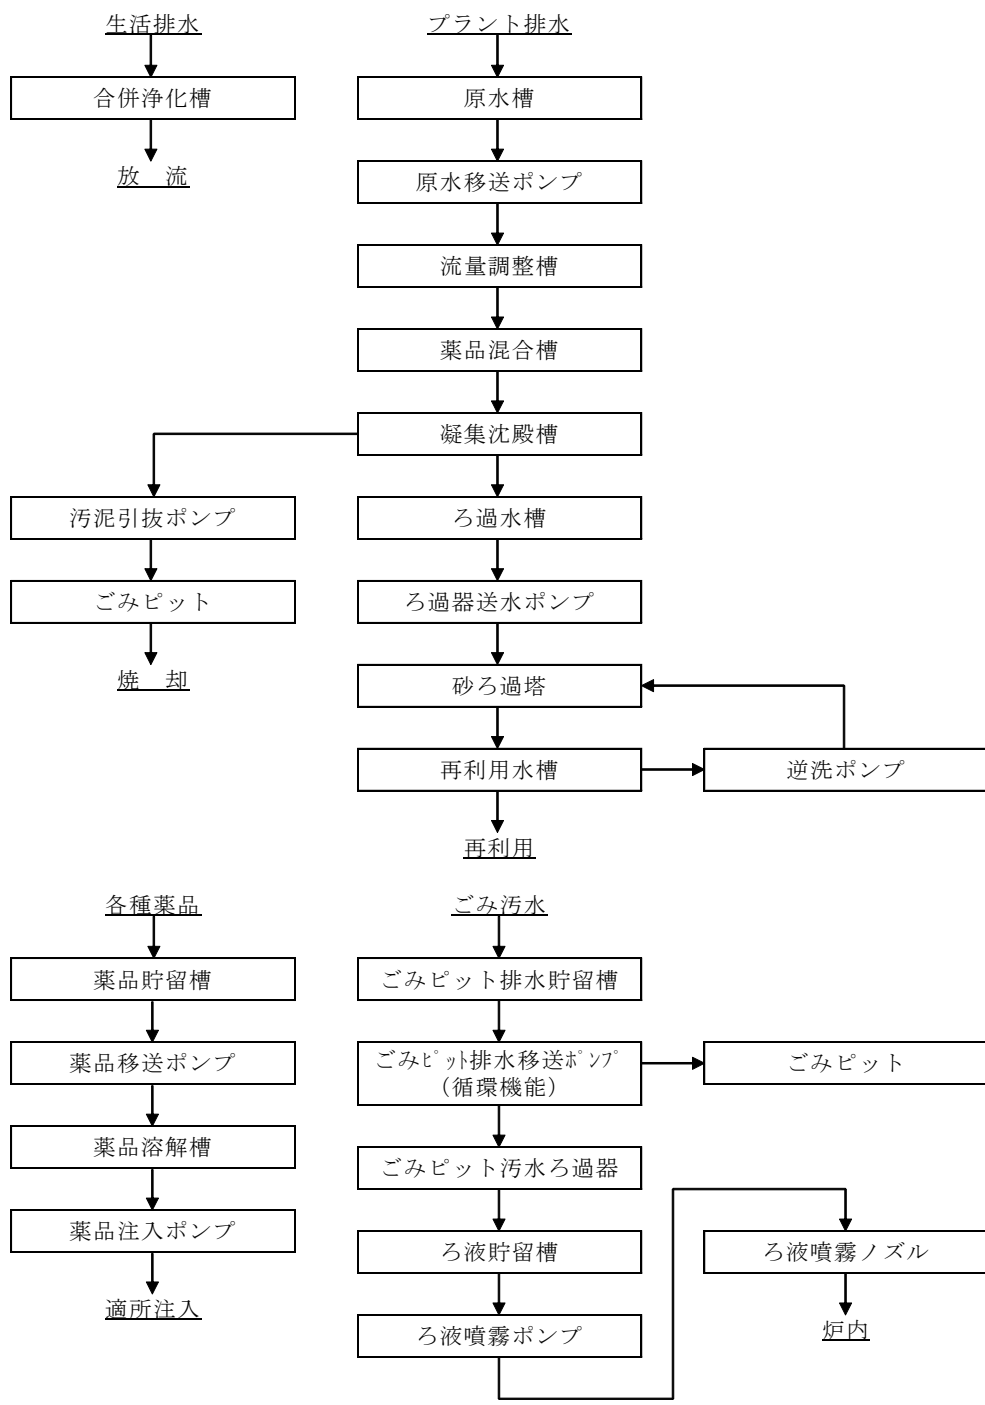 生活排水
合併浄化槽
放　流
プラント排水
原水槽
原水移送ポンプ
流量調整槽
薬品混合槽
凝集沈殿槽
汚泥引抜ポンプ
ごみピット
焼　却
ろ過水槽
ろ過器送水ポンプ
砂ろ過塔
再利用水槽
逆洗ポンプ
再利用
各種薬品
薬品貯留槽
薬品移送ポンプ
薬品溶解槽
薬品注入ポンプ
適所注入
ごみ汚水
ごみピット排水貯留槽
ごみﾋﾟｯﾄ排水移送ﾎﾟﾝﾌﾟ
（循環機能）
ごみピット
ごみピット汚水ろ過器
ろ液貯留槽
ろ液噴霧ポンプ
ろ液噴霧ノズル
炉内